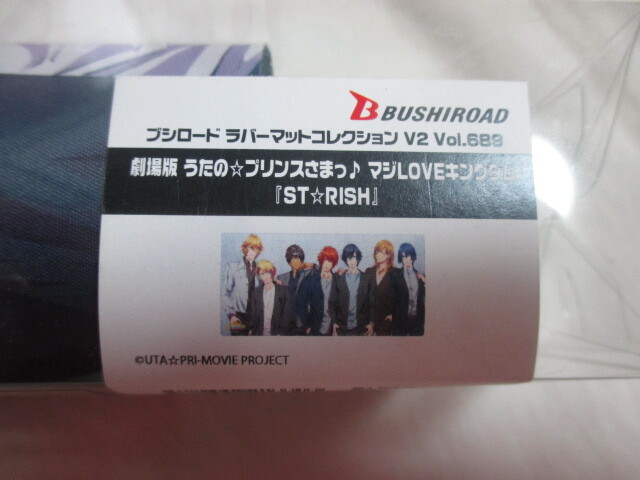 BUSHIROAD
ブシロード ラバーマットコレクション V2 Vol.689
劇場版 うたの☆プリンスさまっ♪ マジLOVEキングダム
『ST☆RISH』
©UTA☆PRI-MOVIE PROJECT